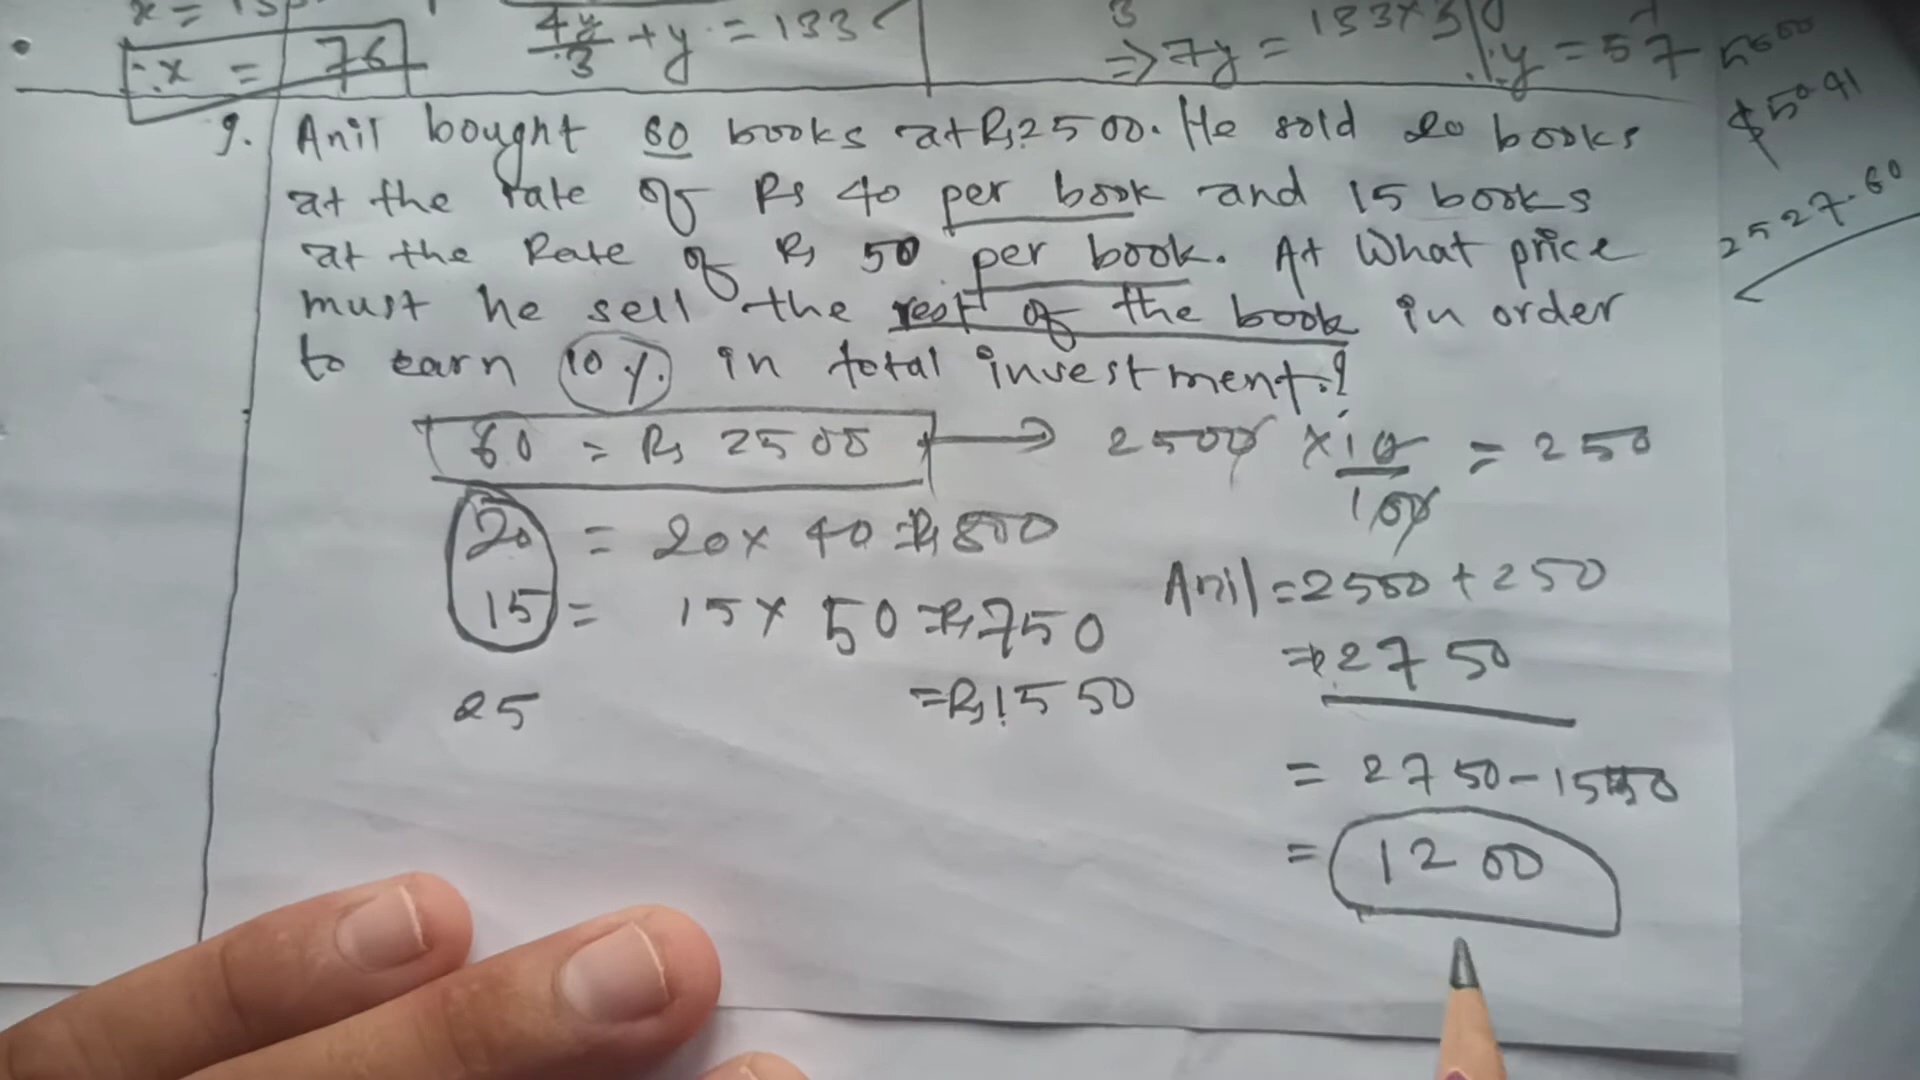 ∴x = 76
4y/3 + y = 133
=> 7y = 133×3
∴y = 57
9. Anil bought 60 books at Rs 2500. He sold 20 books
at the rate of Rs 40 per book and 15 books
at the Rate of Rs 50 per book. At What price
must he sell the rest of the book in order
to earn 10 %. in total investment.?
60 = Rs 2500 → 2500 × 10/100 = 250
20 = 20 × 40 = Rs 800
15 = 15 × 50 = Rs 750
= Rs 1550
25
Anil = 2500 + 250
= 2750
= 2750 - 1550
= 1200
2527.60